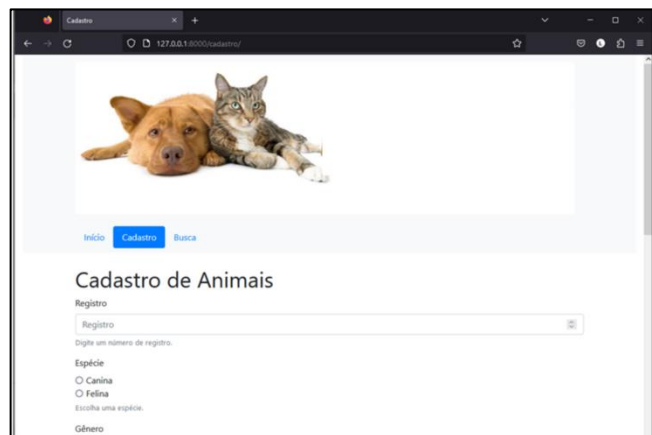 Cadastro
127.0.0.1:8000/cadastro/
Início Cadastro Busca
Cadastro de Animais
Registro
Registro
Digite um número de registro.
Espécie
Canina
Felina
Escolha uma espécie.
Gênero